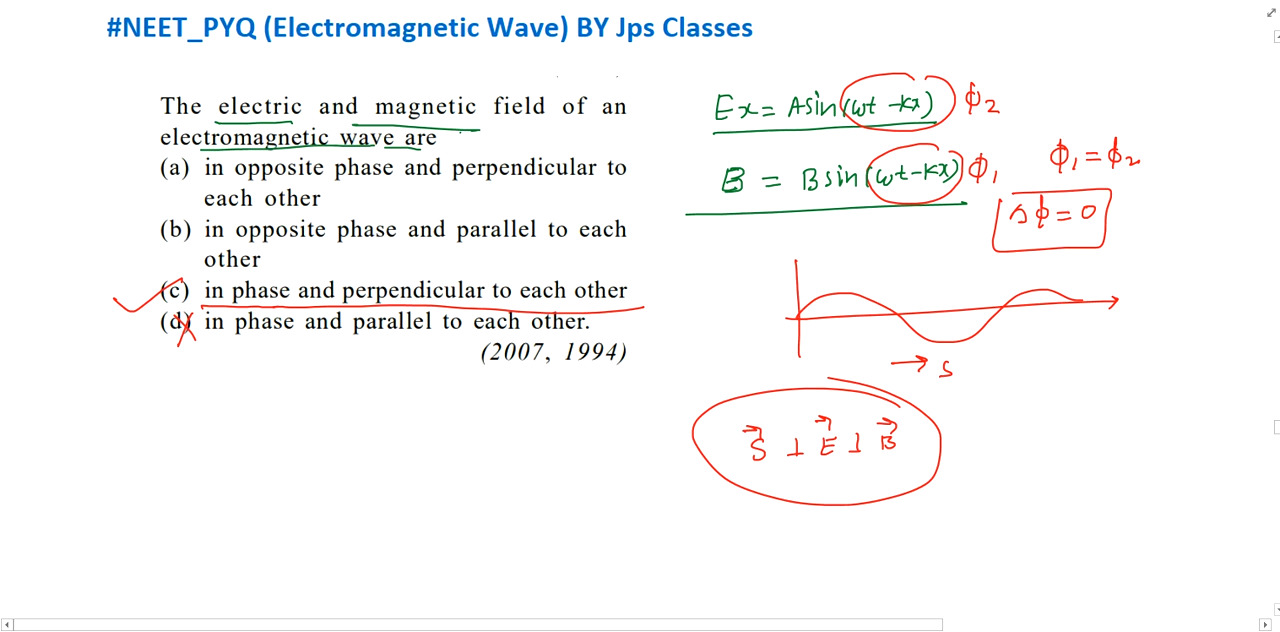 #NEET_PYQ (Electromagnetic Wave) BY Jps Classes
The electric and magnetic field of an
electromagnetic wave are
(a) in opposite phase and perpendicular to
each other
(b) in opposite phase and parallel to each
other
(c) in phase and perpendicular to each other
(d) in phase and parallel to each other.
(2007, 1994)
Ex = A sin(ωt - kx) ϕ₂
B = B sin(ωt - kx) ϕ₁
ϕ₁ = ϕ₂
Δϕ = 0
→ S
S⃗ ⊥ E⃗ ⊥ B⃗